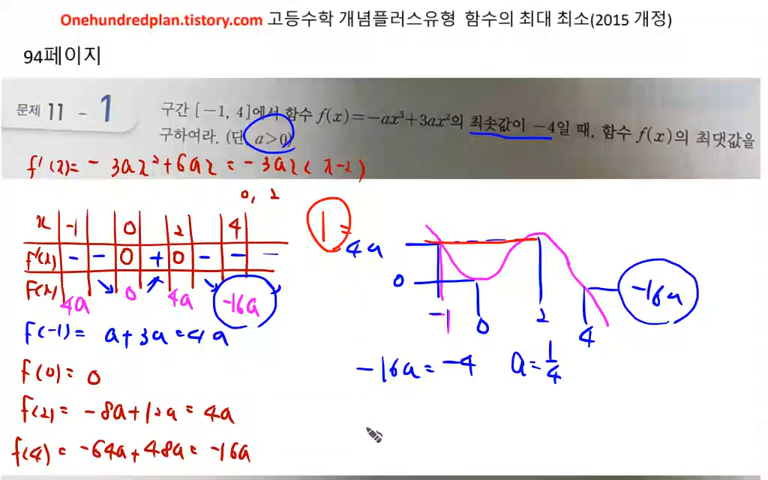 Onehundredplan.tistory.com 고등수학 개념플러스유형 함수의 최대 최소(2015 개정)
94페이지
문제 11 - 1 구간 [-1, 4]에서 함수 f(x)=-ax³+3ax²의 최솟값이 -4일 때, 함수 f(x)의 최댓값을
구하여라. (단, a>0)
f'(x) = -3ax²+6ax = -3ax(x-2)
0, 2
x -1 0 2 4
f'(x) - - 0 + 0 - - -
f(x) ↘ ↗ ↘
4a 0 4a -16a
1 =
4a
0
-1 0 2 4
-16a
f(-1) = a+3a = 4a
f(0) = 0
f(2) = -8a+12a = 4a
f(4) = -64a+48a = -16a
-16a = -4 a = 1/4